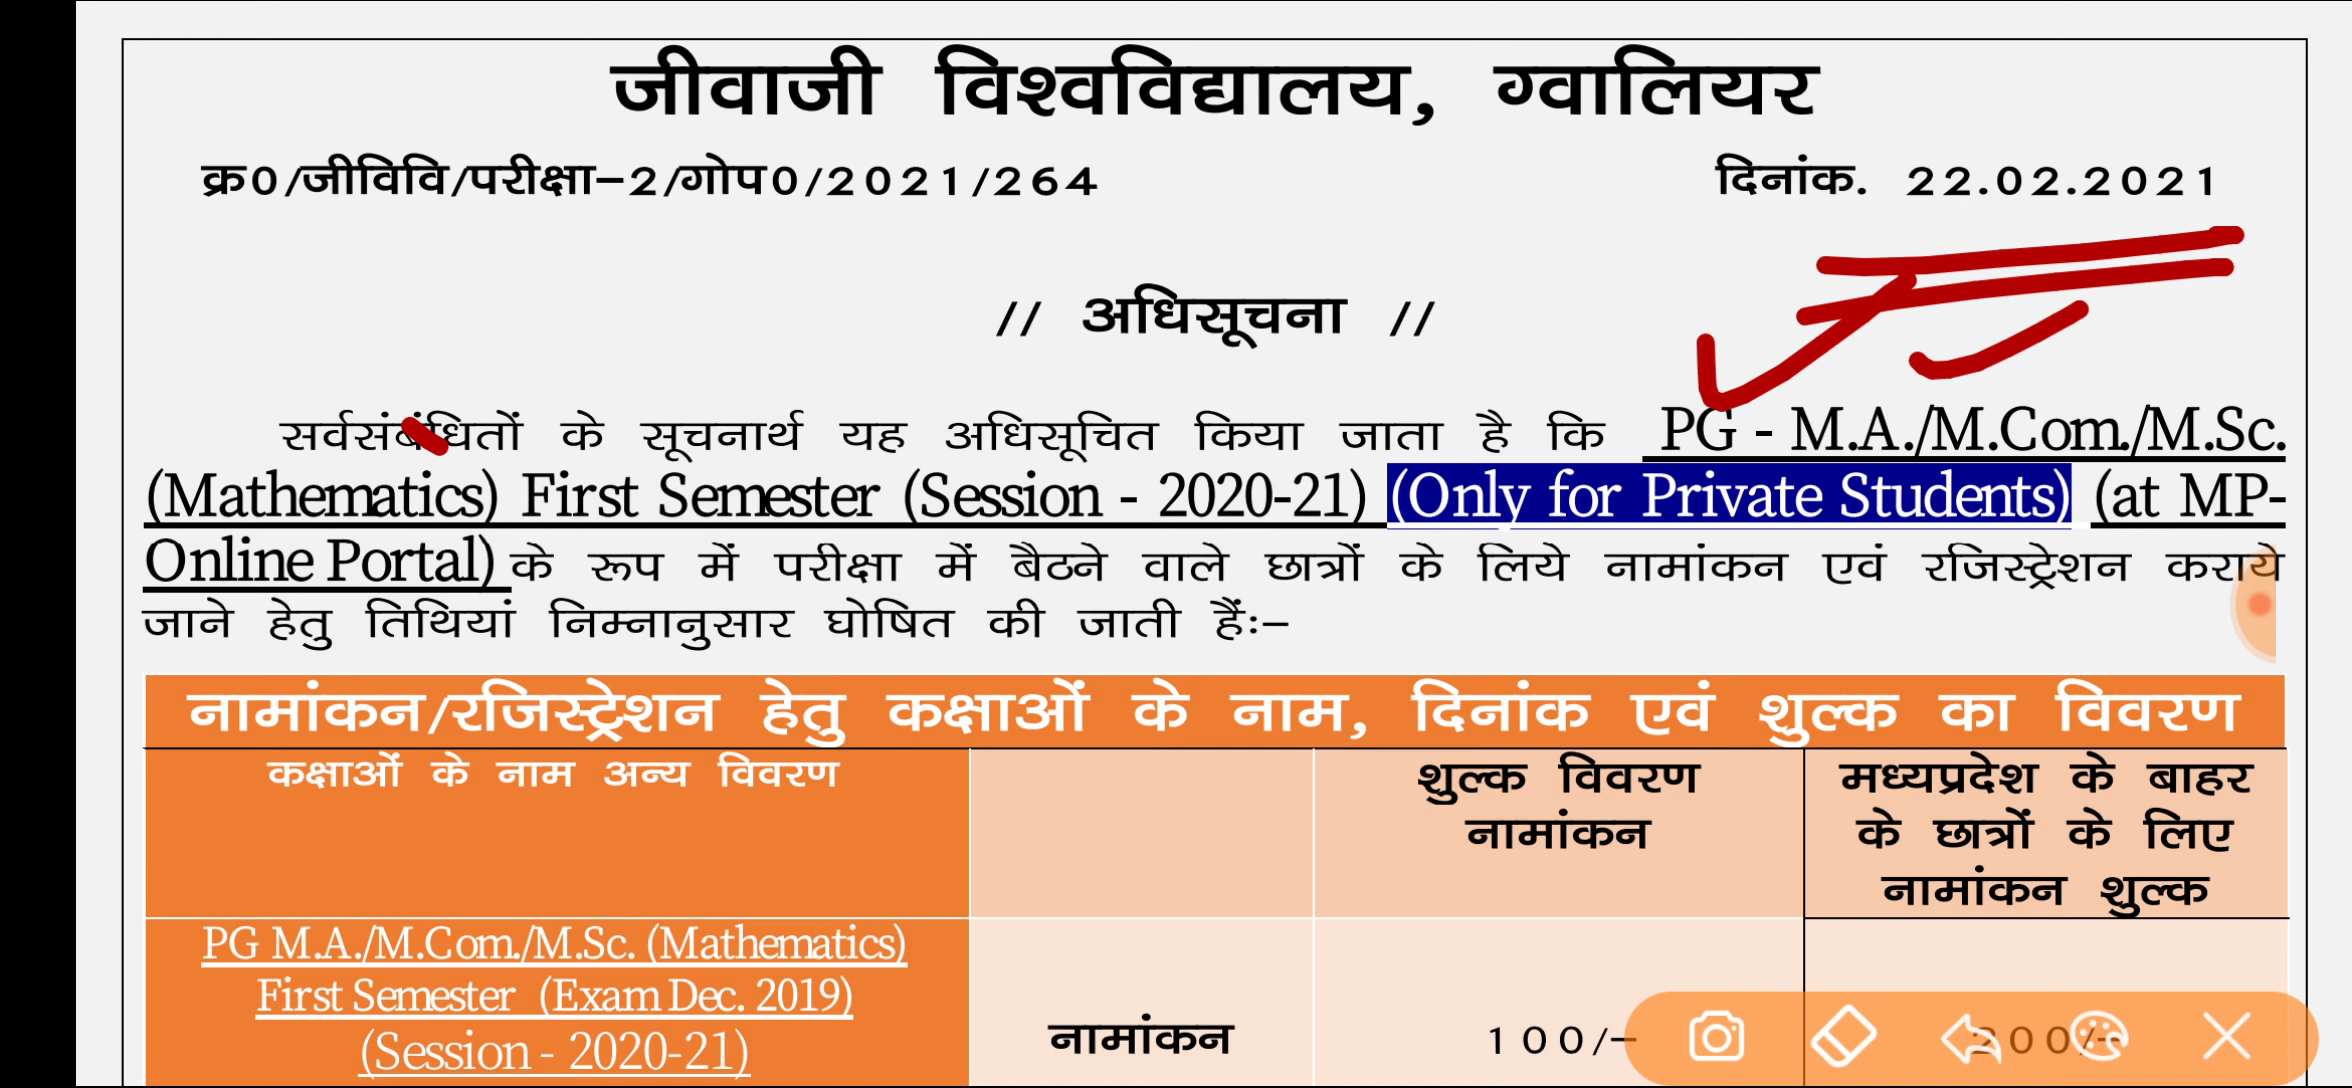 जीवाजी विश्वविद्यालय, ग्वालियर
क्र0/जीविवि/परीक्षा–2/गोप0/2021/264 दिनांक. 22.02.2021
// अधिसूचना //
सर्वसंबंधितों के सूचनार्थ यह अधिसूचित किया जाता है कि PG - M.A./M.Com./M.Sc.
(Mathematics) First Semester (Session - 2020-21) (Only for Private Students) (at MP-
Online Portal) के रूप में परीक्षा में बैठने वाले छात्रों के लिये नामांकन एवं रजिस्ट्रेशन कराये
जाने हेतु तिथियां निम्नानुसार घोषित की जाती हैंः–
नामांकन/रजिस्ट्रेशन हेतु कक्षाओं के नाम, दिनांक एवं शुल्क का विवरण
कक्षाओं के नाम अन्य विवरण
शुल्क विवरण
नामांकन
मध्यप्रदेश के बाहर
के छात्रों के लिए
नामांकन शुल्क
PG M.A./M.Com./M.Sc. (Mathematics)
First Semester (Exam Dec. 2019)
(Session - 2020-21)
नामांकन
100/–
200/–